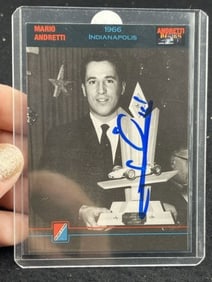 MARIO
ANDRETTI
1966
INDIANAPOLIS
ANDRETTI
RACING